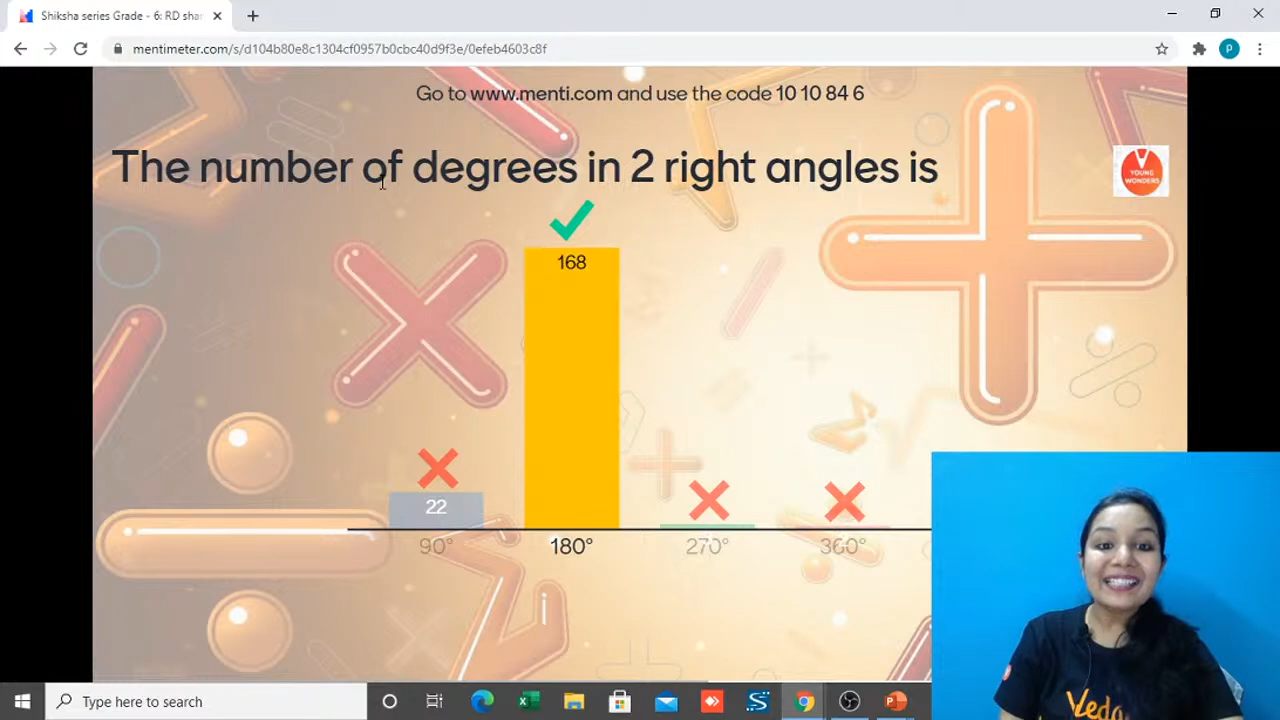 Shiksha series Grade - 6: RD shar
mentimeter.com/s/d104b80e8c1304cf0957b0cbc40d9f3e/0efeb4603c8f
P
Go to www.menti.com and use the code 10 10 84 6
The number of degrees in 2 right angles is
V
YOUNG
WONDERS
168
22
90° 180° 270° 360°
Type here to search